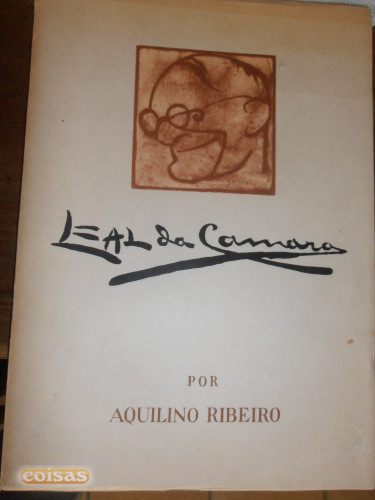 LEAL da Camara
POR
AQUILINO RIBEIRO
coisas